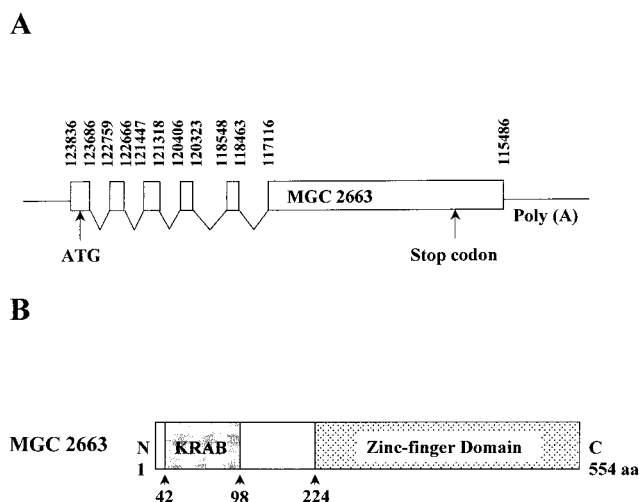 A
123836
123686
122759
122666
121447
121318
120406
120323
118548
118463
117116
115486
MGC 2663
Poly (A)
ATG
Stop codon
B
MGC 2663
N
KRAB
Zinc-finger Domain
C
1
554 aa
42
98
224